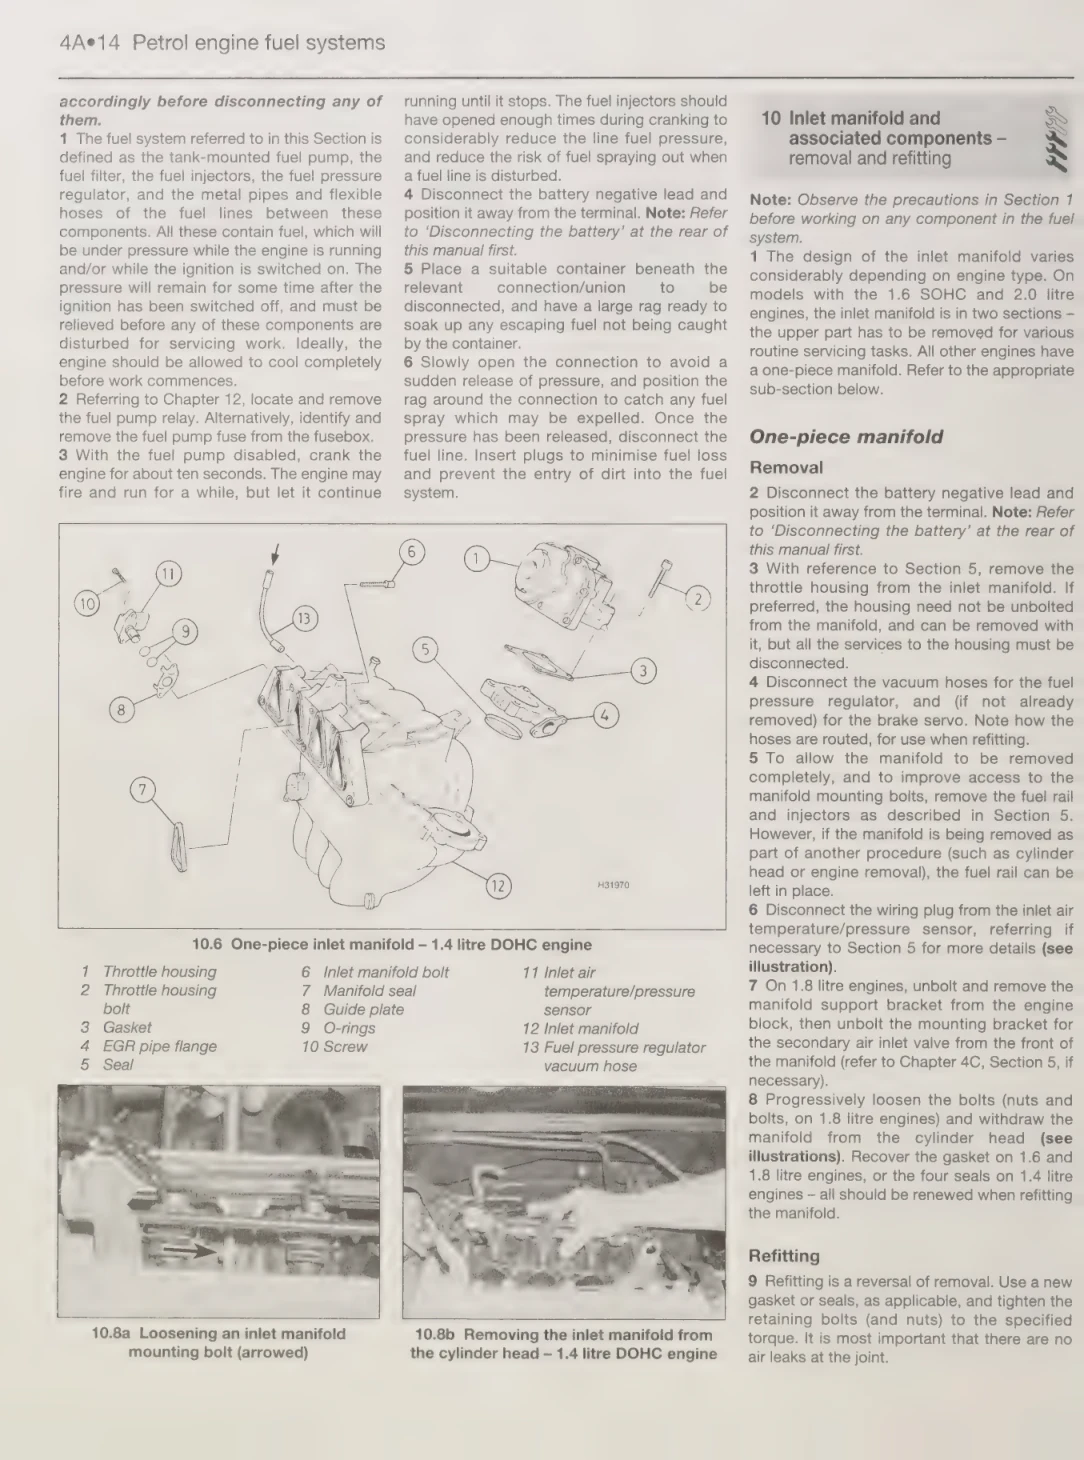 4A•14 Petrol engine fuel systems
accordingly before disconnecting any of
them.
1 The fuel system referred to in this Section is
defined as the tank-mounted fuel pump, the
fuel filter, the fuel injectors, the fuel pressure
regulator, and the metal pipes and flexible
hoses of the fuel lines between these
components. All these contain fuel, which will
be under pressure while the engine is running
and/or while the ignition is switched on. The
pressure will remain for some time after the
ignition has been switched off, and must be
relieved before any of these components are
disturbed for servicing work. Ideally, the
engine should be allowed to cool completely
before work commences.
2 Referring to Chapter 12, locate and remove
the fuel pump relay. Alternatively, identify and
remove the fuel pump fuse from the fusebox.
3 With the fuel pump disabled, crank the
engine for about ten seconds. The engine may
fire and run for a while, but let it continue
running until it stops. The fuel injectors should
have opened enough times during cranking to
considerably reduce the line fuel pressure,
and reduce the risk of fuel spraying out when
a fuel line is disturbed.
4 Disconnect the battery negative lead and
position it away from the terminal. Note: Refer
to ‘Disconnecting the battery’ at the rear of
this manual first.
5 Place a suitable container beneath the
relevant connection/union to be
disconnected, and have a large rag ready to
soak up any escaping fuel not being caught
by the container.
6 Slowly open the connection to avoid a
sudden release of pressure, and position the
rag around the connection to catch any fuel
spray which may be expelled. Once the
pressure has been released, disconnect the
fuel line. Insert plugs to minimise fuel loss
and prevent the entry of dirt into the fuel
system.
10
11
9
8
7
13
6
5
1
2
3
4
12
H31970
10.6 One-piece inlet manifold – 1.4 litre DOHC engine
1 Throttle housing
2 Throttle housing
bolt
3 Gasket
4 EGR pipe flange
5 Seal
6 Inlet manifold bolt
7 Manifold seal
8 Guide plate
9 O-rings
10 Screw
11 Inlet air
temperature/pressure
sensor
12 Inlet manifold
13 Fuel pressure regulator
vacuum hose
10.8a Loosening an inlet manifold
mounting bolt (arrowed)
10.8b Removing the inlet manifold from
the cylinder head – 1.4 litre DOHC engine
10 Inlet manifold and
associated components –
removal and refitting
Note: Observe the precautions in Section 1
before working on any component in the fuel
system.
1 The design of the inlet manifold varies
considerably depending on engine type. On
models with the 1.6 SOHC and 2.0 litre
engines, the inlet manifold is in two sections –
the upper part has to be removed for various
routine servicing tasks. All other engines have
a one-piece manifold. Refer to the appropriate
sub-section below.
One-piece manifold
Removal
2 Disconnect the battery negative lead and
position it away from the terminal. Note: Refer
to ‘Disconnecting the battery’ at the rear of
this manual first.
3 With reference to Section 5, remove the
throttle housing from the inlet manifold. If
preferred, the housing need not be unbolted
from the manifold, and can be removed with
it, but all the services to the housing must be
disconnected.
4 Disconnect the vacuum hoses for the fuel
pressure regulator, and (if not already
removed) for the brake servo. Note how the
hoses are routed, for use when refitting.
5 To allow the manifold to be removed
completely, and to improve access to the
manifold mounting bolts, remove the fuel rail
and injectors as described in Section 5.
However, if the manifold is being removed as
part of another procedure (such as cylinder
head or engine removal), the fuel rail can be
left in place.
6 Disconnect the wiring plug from the inlet air
temperature/pressure sensor, referring if
necessary to Section 5 for more details (see
illustration).
7 On 1.8 litre engines, unbolt and remove the
manifold support bracket from the engine
block, then unbolt the mounting bracket for
the secondary air inlet valve from the front of
the manifold (refer to Chapter 4C, Section 5, if
necessary).
8 Progressively loosen the bolts (nuts and
bolts, on 1.8 litre engines) and withdraw the
manifold from the cylinder head (see
illustrations). Recover the gasket on 1.6 and
1.8 litre engines, or the four seals on 1.4 litre
engines – all should be renewed when refitting
the manifold.
Refitting
9 Refitting is a reversal of removal. Use a new
gasket or seals, as applicable, and tighten the
retaining bolts (and nuts) to the specified
torque. It is most important that there are no
air leaks at the joint.